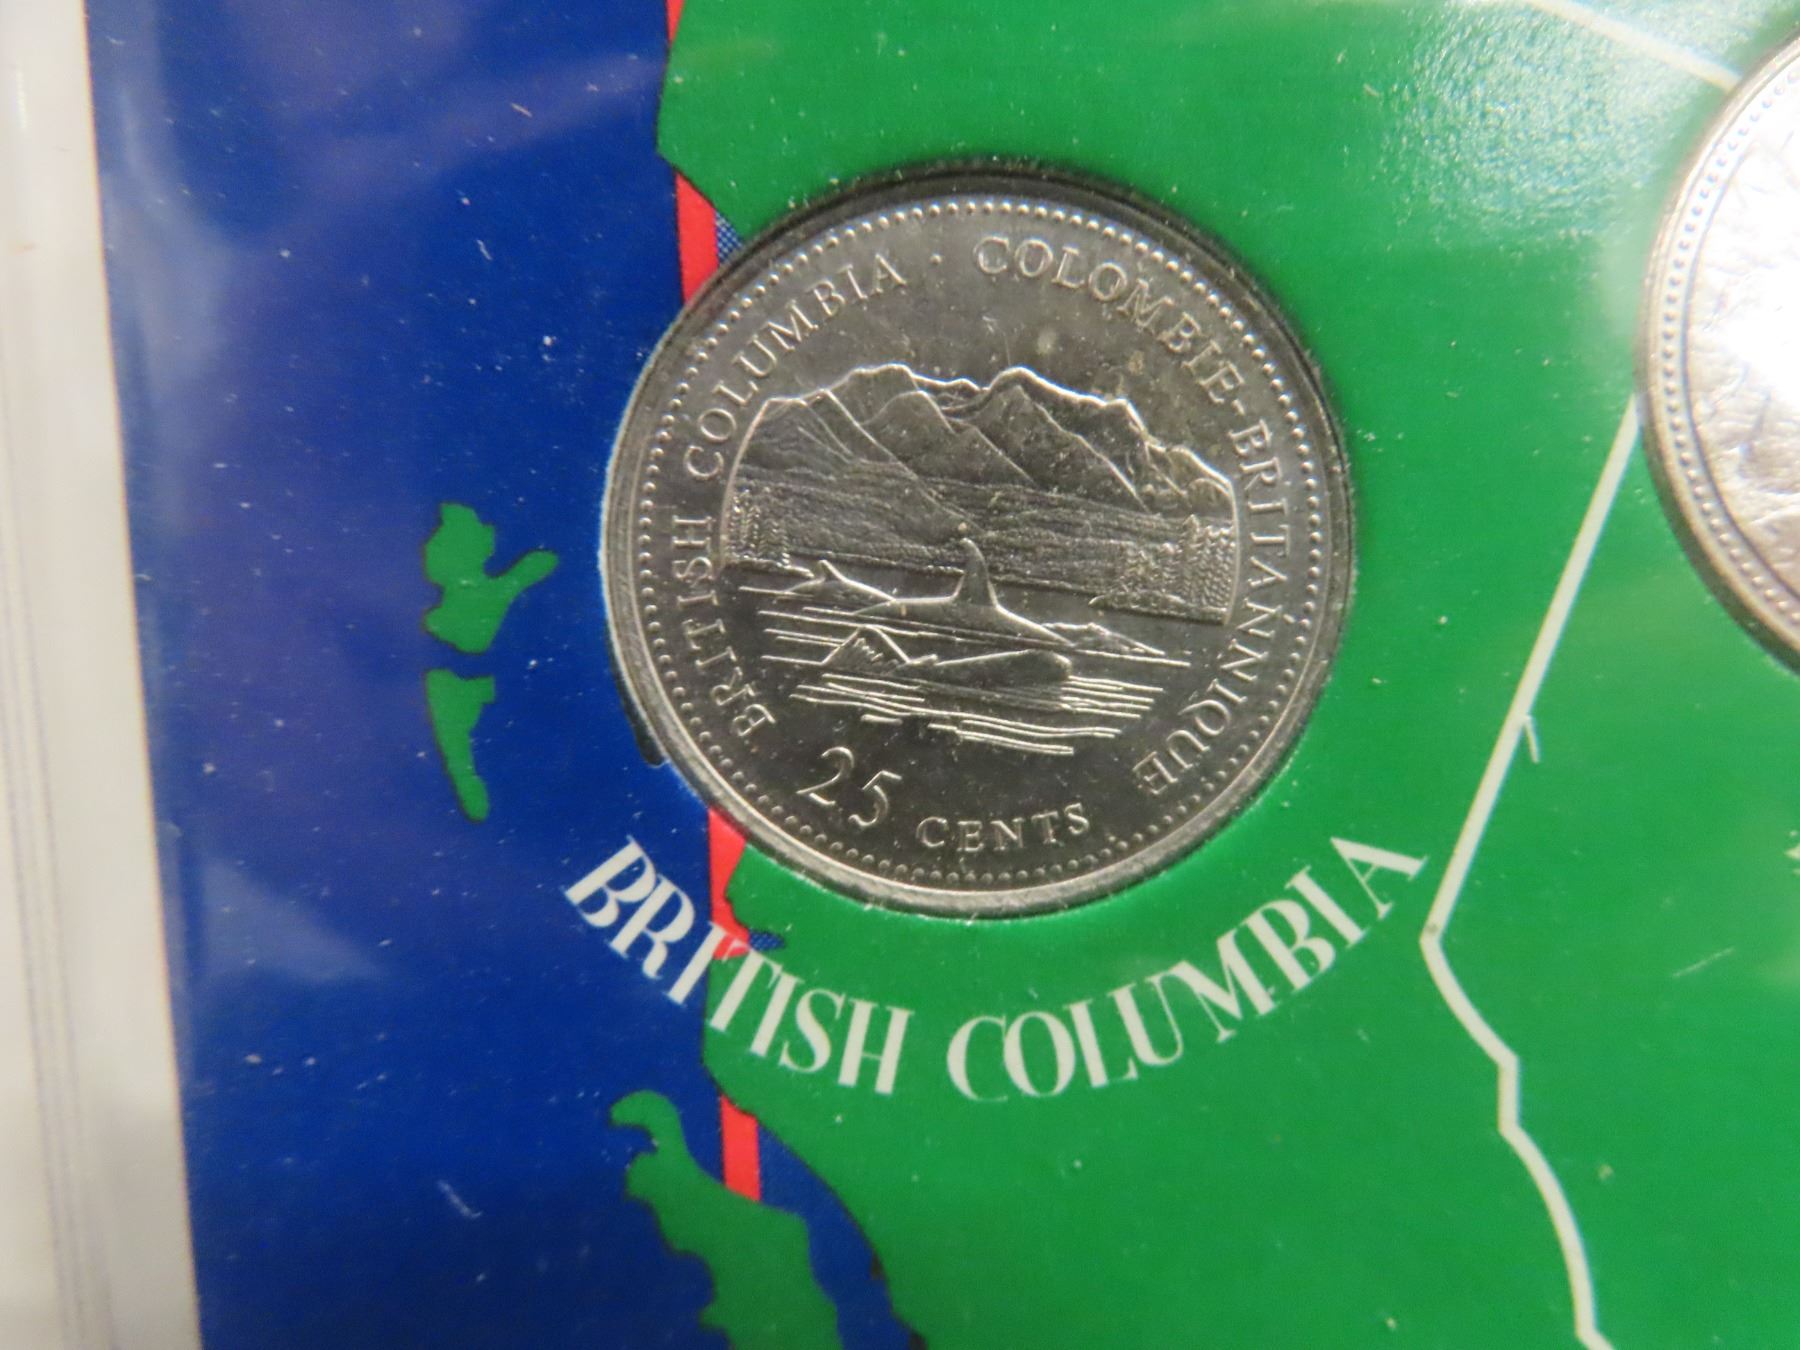 BRITISH COLUMBIA · COLOMBIE-BRITANNIQUE
25 CENTS
BRITISH COLUMBIA